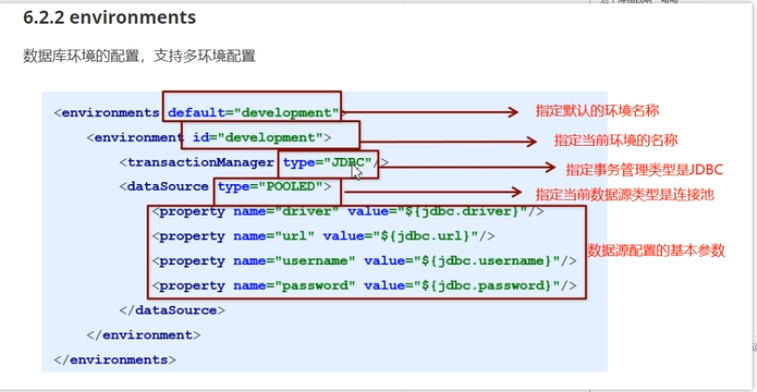 6.2.2 environments
数据库环境的配置，支持多环境配置
<environments default="development">
指定默认的环境名称
<environment id="development">
指定当前环境的名称
<transactionManager type="JDBC"/>
指定事务管理类型是JDBC
<dataSource type="POOLED">
指定当前数据源类型是连接池
<property name="driver" value="${jdbc.driver}"/>
<property name="url" value="${jdbc.url}"/>
数据源配置的基本参数
<property name="username" value="${jdbc.username}"/>
<property name="password" value="${jdbc.password}"/>
</dataSource>
</environment>
</environments>